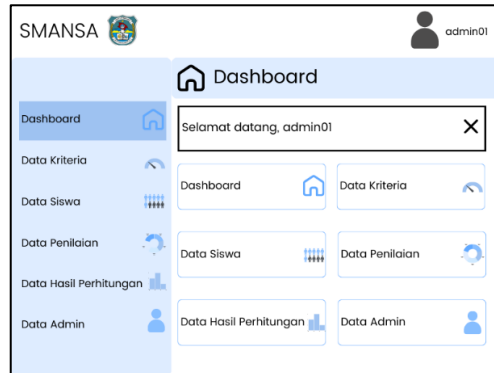 SMANSA
admin01
Dashboard
Dashboard
Data Kriteria
Data Siswa
Data Penilaian
Data Hasil Perhitungan
Data Admin
Selamat datang, admin01
Dashboard
Data Kriteria
Data Siswa
Data Penilaian
Data Hasil Perhitungan
Data Admin